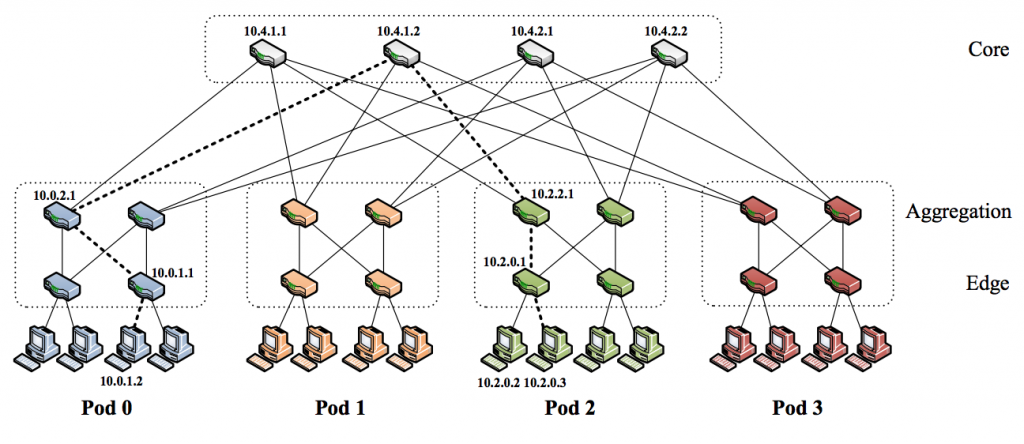 10.4.1.1 10.4.1.2 10.4.2.1 10.4.2.2
Core
10.0.2.1 10.2.2.1
Aggregation
10.0.1.1 10.2.0.1
Edge
10.0.1.2 10.2.0.2 10.2.0.3
Pod 0 Pod 1 Pod 2 Pod 3